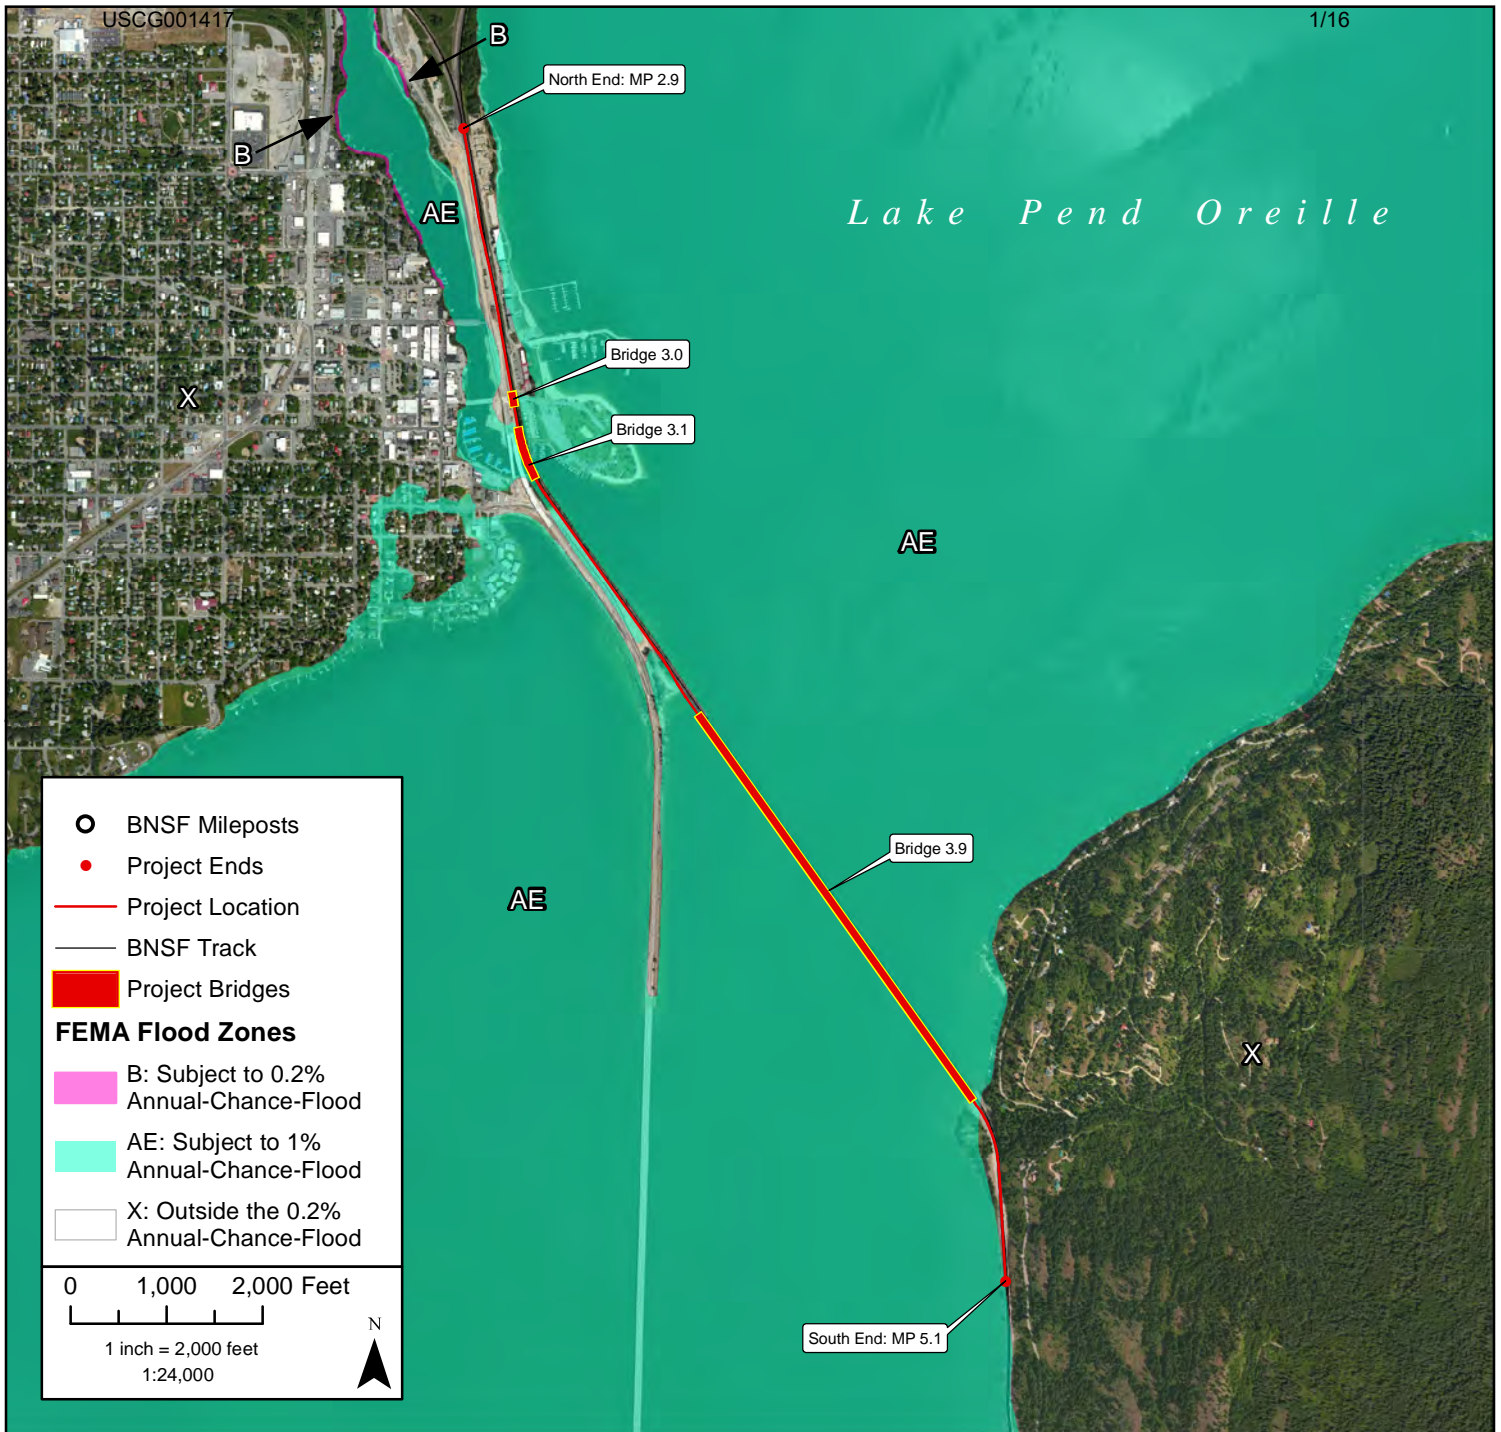 USCG001417
1/16
B
North End: MP 2.9
B
AE
Lake Pend Oreille
Bridge 3.0
X
Bridge 3.1
AE
Bridge 3.9
AE
X
South End: MP 5.1
BNSF Mileposts
Project Ends
Project Location
BNSF Track
Project Bridges
FEMA Flood Zones
B: Subject to 0.2%
Annual-Chance-Flood
AE: Subject to 1%
Annual-Chance-Flood
X: Outside the 0.2%
Annual-Chance-Flood
0 1,000 2,000 Feet
1 inch = 2,000 feet
1:24,000
N